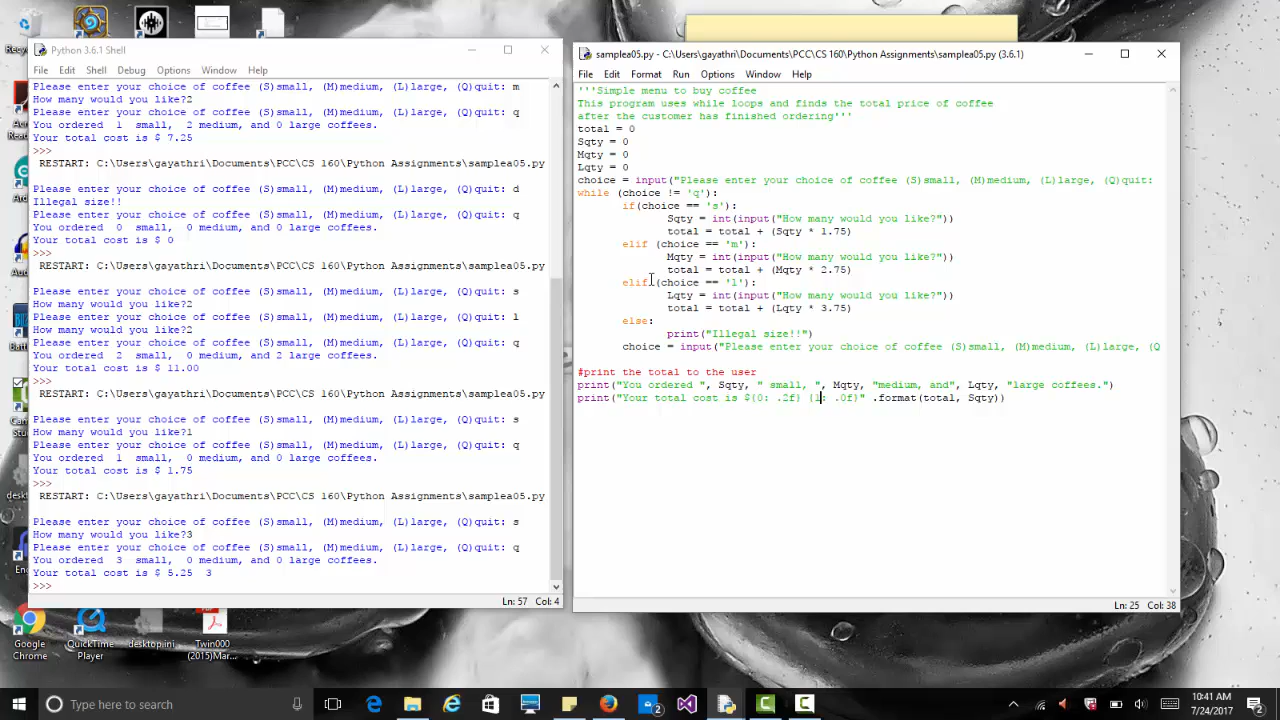 Python 3.6.1 Shell
File Edit Shell Debug Options Window Help
Please enter your choice of coffee (S)small, (M)medium, (L)large, (Q)quit: m
How many would you like?2
Please enter your choice of coffee (S)small, (M)medium, (L)large, (Q)quit: q
You ordered  1  small,  2 medium, and 0 large coffees.
Your total cost is $ 7.25
>>>
RESTART: C:\Users\gayathri\Documents\PCC\CS 160\Python Assignments\samplea05.py
Please enter your choice of coffee (S)small, (M)medium, (L)large, (Q)quit: d
Illegal size!!
Please enter your choice of coffee (S)small, (M)medium, (L)large, (Q)quit: q
You ordered  0  small,  0 medium, and 0 large coffees.
Your total cost is $ 0
>>>
RESTART: C:\Users\gayathri\Documents\PCC\CS 160\Python Assignments\samplea05.py
Please enter your choice of coffee (S)small, (M)medium, (L)large, (Q)quit: s
How many would you like?2
Please enter your choice of coffee (S)small, (M)medium, (L)large, (Q)quit: l
How many would you like?2
Please enter your choice of coffee (S)small, (M)medium, (L)large, (Q)quit: q
You ordered  2  small,  0 medium, and 2 large coffees.
Your total cost is $ 11.00
>>>
RESTART: C:\Users\gayathri\Documents\PCC\CS 160\Python Assignments\samplea05.py
Please enter your choice of coffee (S)small, (M)medium, (L)large, (Q)quit: s
How many would you like?1
Please enter your choice of coffee (S)small, (M)medium, (L)large, (Q)quit: q
You ordered  1  small,  0 medium, and 0 large coffees.
Your total cost is $ 1.75
>>>
RESTART: C:\Users\gayathri\Documents\PCC\CS 160\Python Assignments\samplea05.py
Please enter your choice of coffee (S)small, (M)medium, (L)large, (Q)quit: s
How many would you like?3
Please enter your choice of coffee (S)small, (M)medium, (L)large, (Q)quit: q
You ordered  3  small,  0 medium, and 0 large coffees.
Your total cost is $ 5.25  3
>>>
Ln: 57 Col: 4
samplea05.py - C:\Users\gayathri\Documents\PCC\CS 160\Python Assignments\samplea05.py (3.6.1)
File Edit Format Run Options Window Help
'''Simple menu to buy coffee
This program uses while loops and finds the total price of coffee
after the customer has finished ordering'''
total = 0
Sqty = 0
Mqty = 0
Lqty = 0
choice = input("Please enter your choice of coffee (S)small, (M)medium, (L)large, (Q)quit:
while (choice != 'q'):
if(choice == 's'):
Sqty = int(input("How many would you like?"))
total = total + (Sqty * 1.75)
elif (choice == 'm'):
Mqty = int(input("How many would you like?"))
total = total + (Mqty * 2.75)
elif (choice == 'l'):
Lqty = int(input("How many would you like?"))
total = total + (Lqty * 3.75)
else:
print("Illegal size!!")
choice = input("Please enter your choice of coffee (S)small, (M)medium, (L)large, (Q
#print the total to the user
print("You ordered ", Sqty, " small, ", Mqty, "medium, and", Lqty, "large coffees.")
print("Your total cost is ${0: .2f} {1: .0f}" .format(total, Sqty))
Ln: 25 Col: 38
Google
Chrome
QuickTime
Player
desktop.ini
Twin000
(2015)Mar...
Type here to search
2
10:41 AM
7/24/2017
2